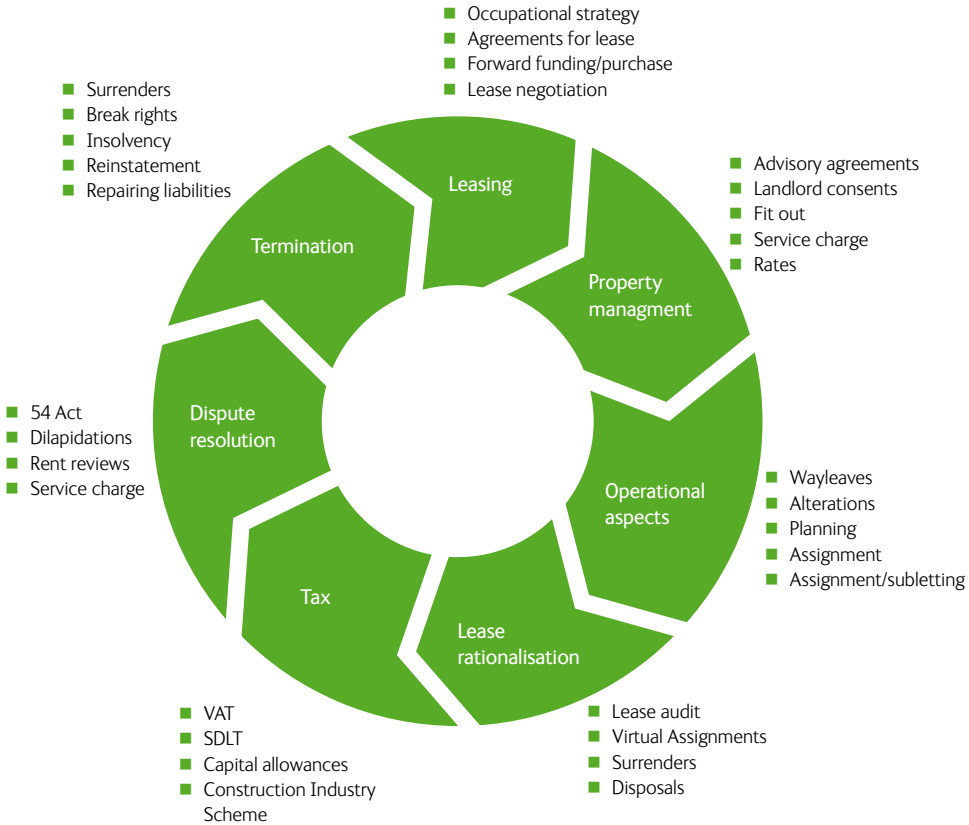 Occupational strategy
Agreements for lease
Forward funding/purchase
Lease negotiation
Leasing
Advisory agreements
Landlord consents
Fit out
Service charge
Rates
Property
managment
Wayleaves
Alterations
Planning
Assignment
Assignment/subletting
Operational
aspects
Lease audit
Virtual Assignments
Surrenders
Disposals
Lease
rationalisation
VAT
SDLT
Capital allowances
Construction Industry
Scheme
Tax
54 Act
Dilapidations
Rent reviews
Service charge
Dispute
resolution
Surrenders
Break rights
Insolvency
Reinstatement
Repairing liabilities
Termination